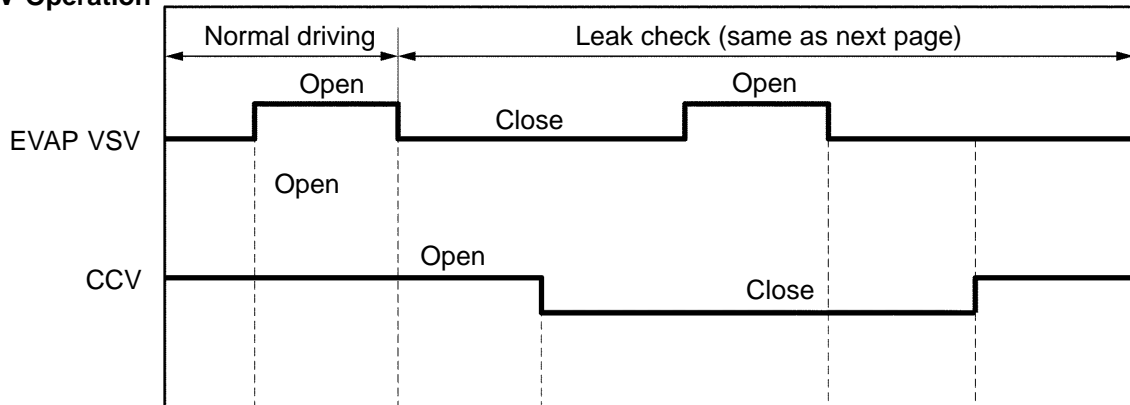 Operation
Normal driving
Leak check (same as next page)
Open
Open
EVAP VSV
Close
Open
Open
CCV
Close